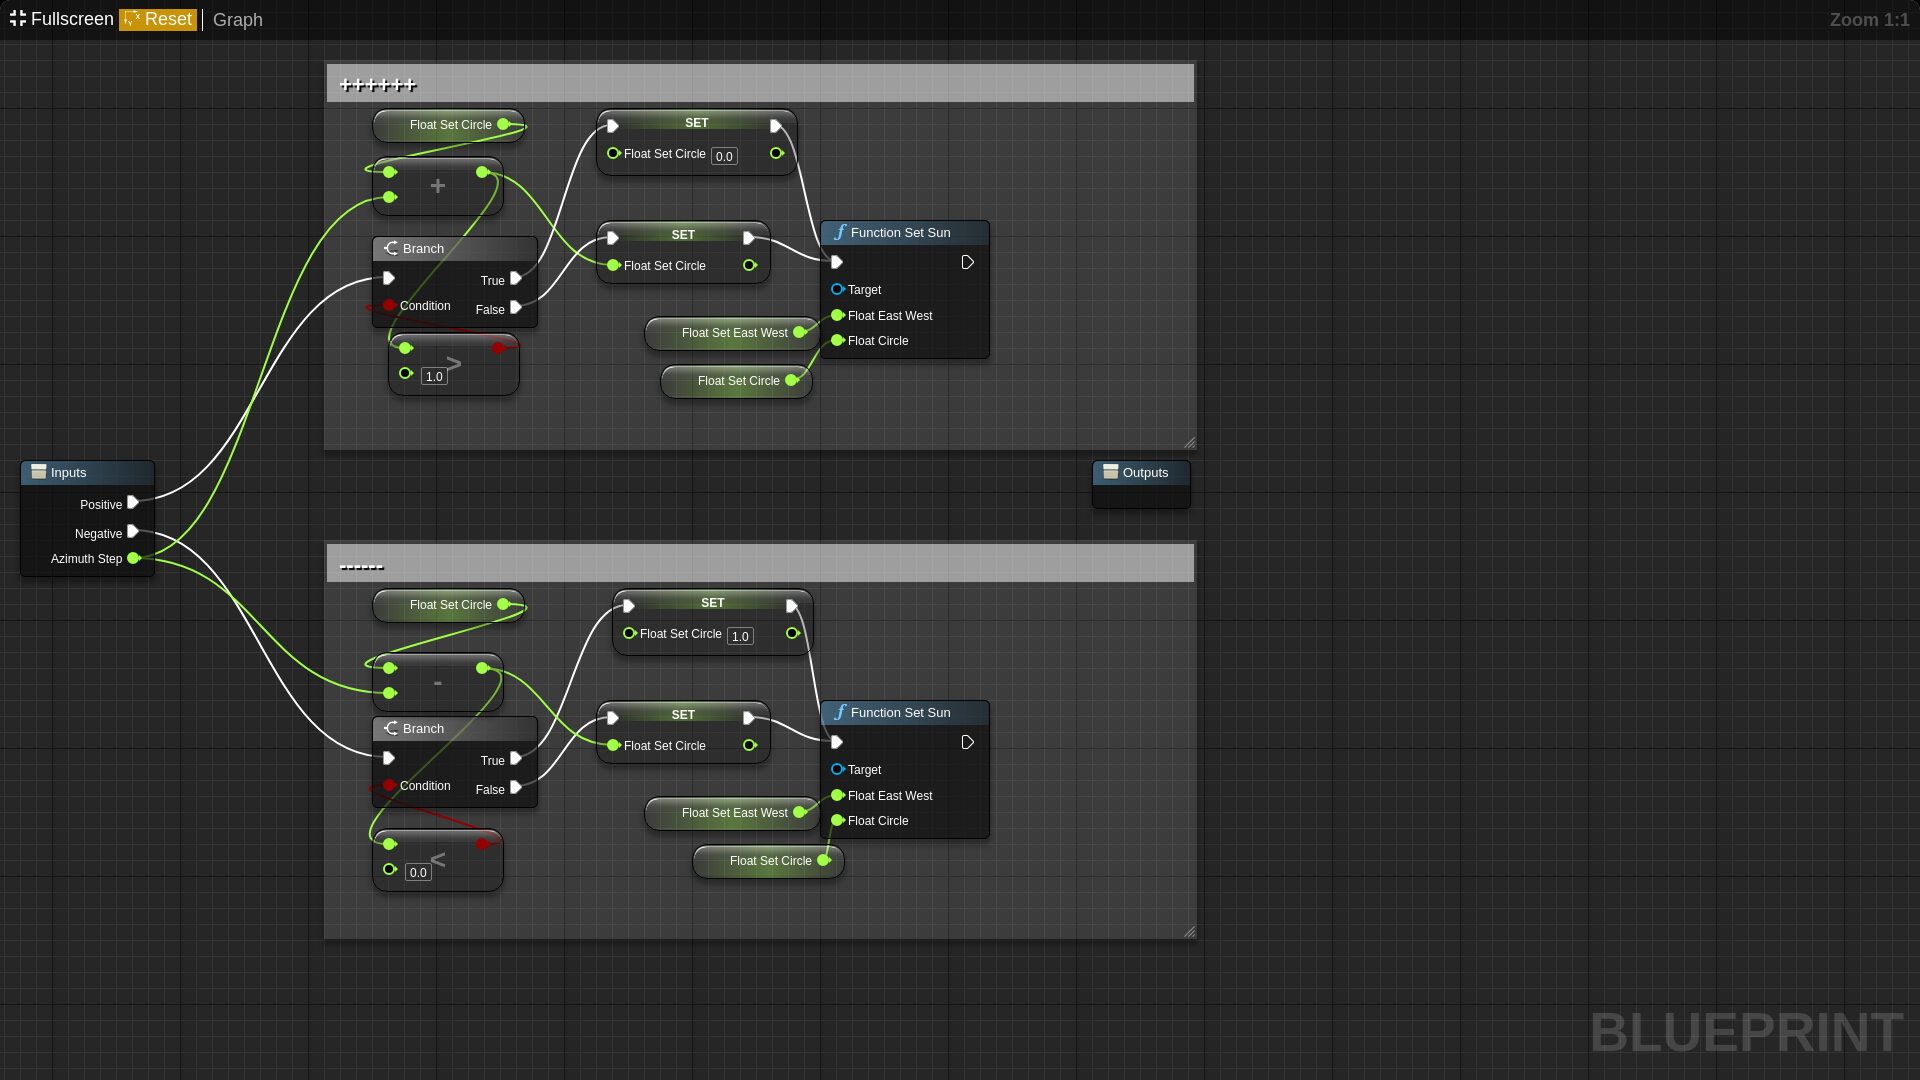 Fullscreen Reset Graph Zoom 1:1
++++++
Float Set Circle
+
Branch
True
Condition False
>
1.0
SET
Float Set Circle 0.0
SET
Float Set Circle
Function Set Sun
Target
Float East West
Float Circle
Float Set East West
Float Set Circle
Inputs
Positive
Negative
Azimuth Step
Outputs
------
Float Set Circle
-
Branch
True
Condition False
<
0.0
SET
Float Set Circle 1.0
SET
Float Set Circle
Function Set Sun
Target
Float East West
Float Circle
Float Set East West
Float Set Circle
BLUEPRINT